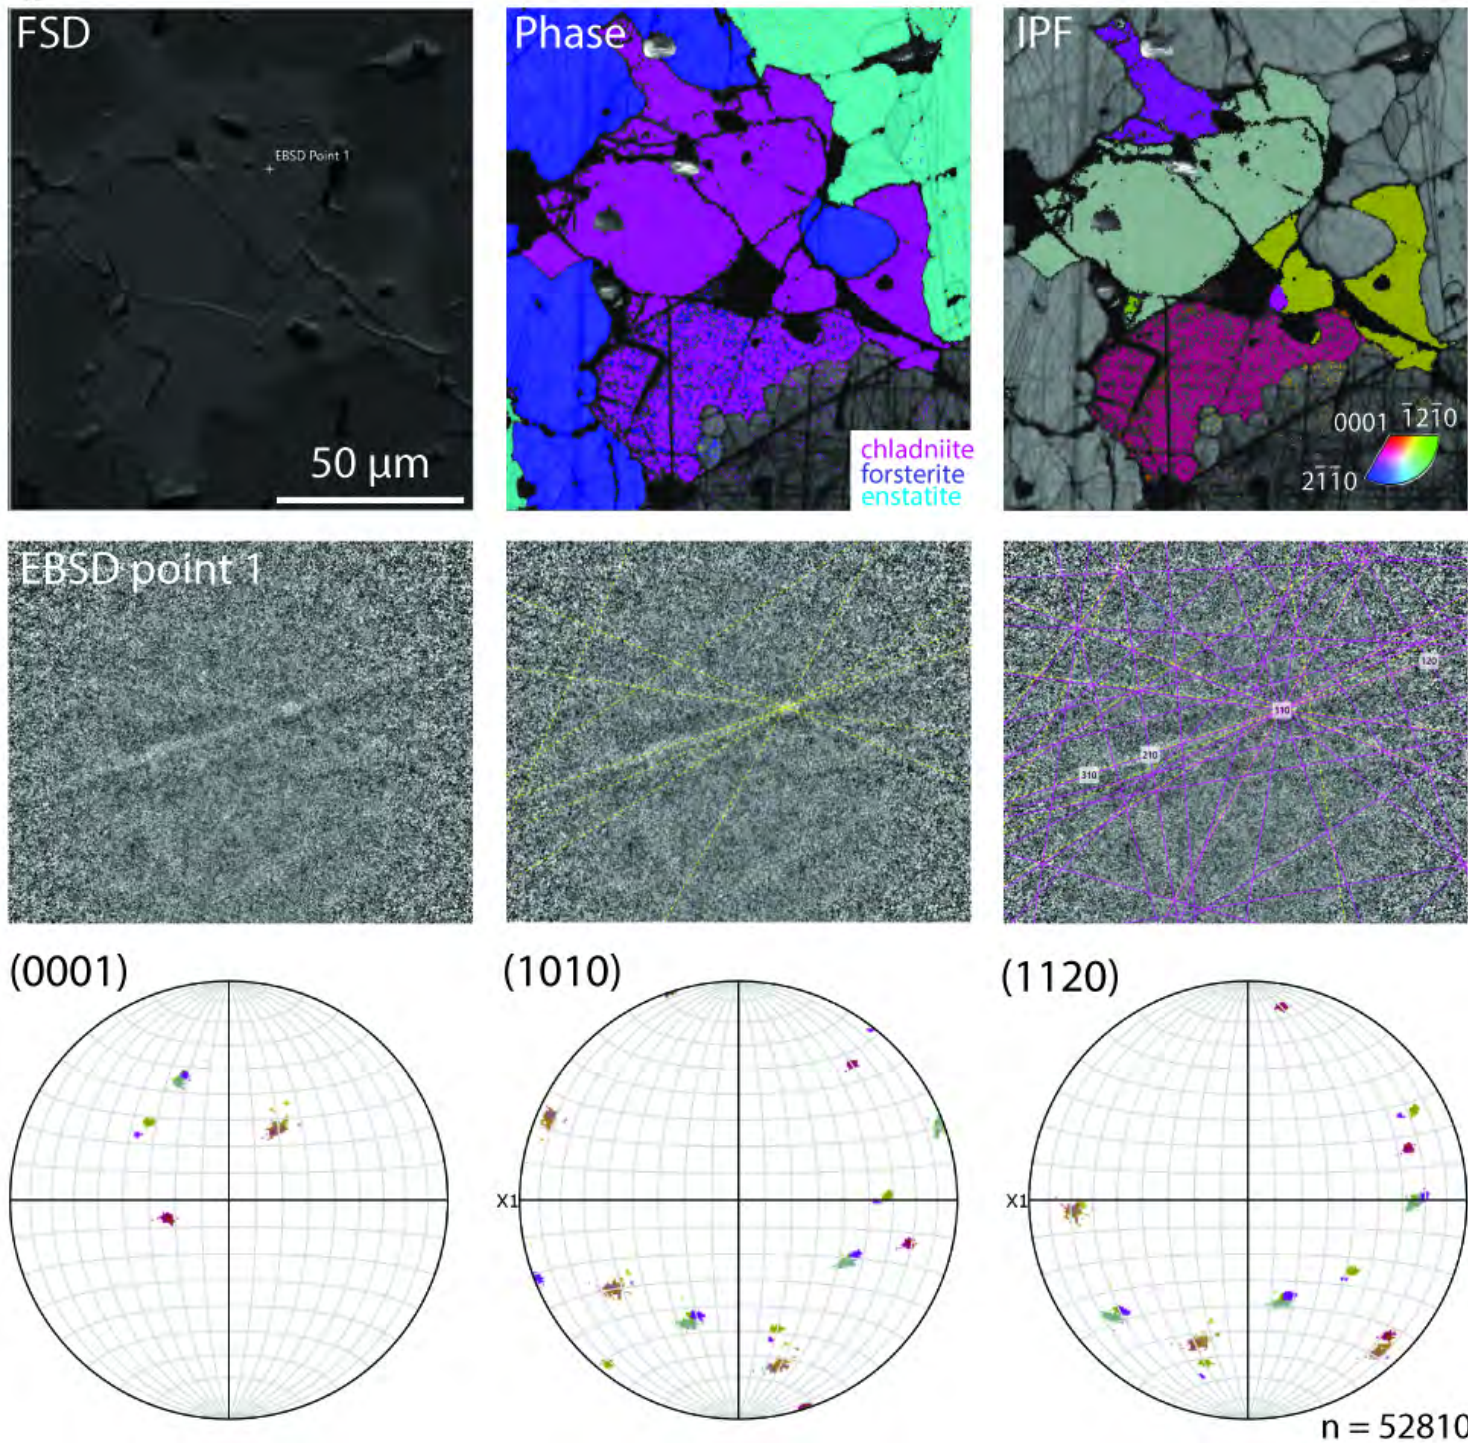 FSD
Phase
IPF
EBSD Point 1
50 μm
chladniite
forsterite
enstatite
0001 1̅21̅0
21̅1̅0
EBSD point 1
120
110
210
310
(0001)
(1010)
(1120)
X1
X1
n = 52810